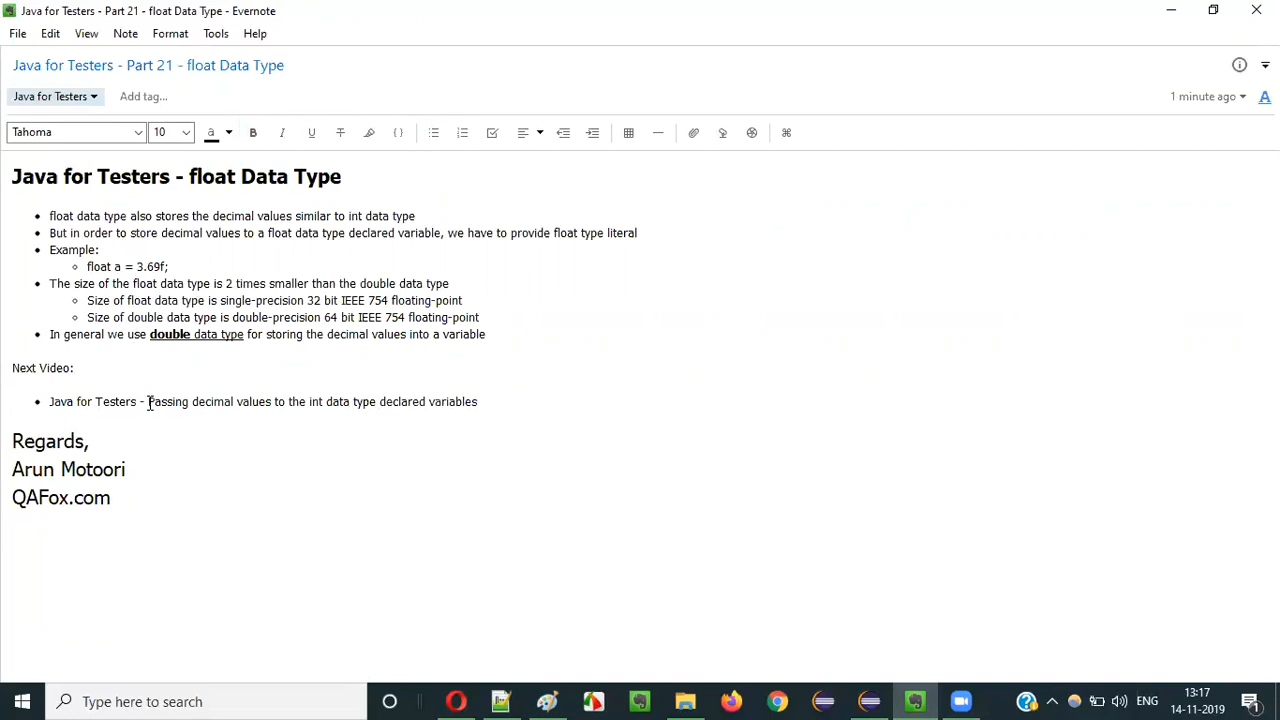 Java for Testers - Part 21 - float Data Type - Evernote
File Edit View Note Format Tools Help
Java for Testers - Part 21 - float Data Type
Java for Testers Add tag... 1 minute ago
Tahoma 10
Java for Testers - float Data Type
• float data type also stores the decimal values similar to int data type
• But in order to store decimal values to a float data type declared variable, we have to provide float type literal
• Example:
◦ float a = 3.69f;
• The size of the float data type is 2 times smaller than the double data type
◦ Size of float data type is single-precision 32 bit IEEE 754 floating-point
◦ Size of double data type is double-precision 64 bit IEEE 754 floating-point
• In general we use double data type for storing the decimal values into a variable
Next Video:
• Java for Testers - Passing decimal values to the int data type declared variables
Regards,
Arun Motoori
QAFox.com
Type here to search
ENG
13:17
14-11-2019